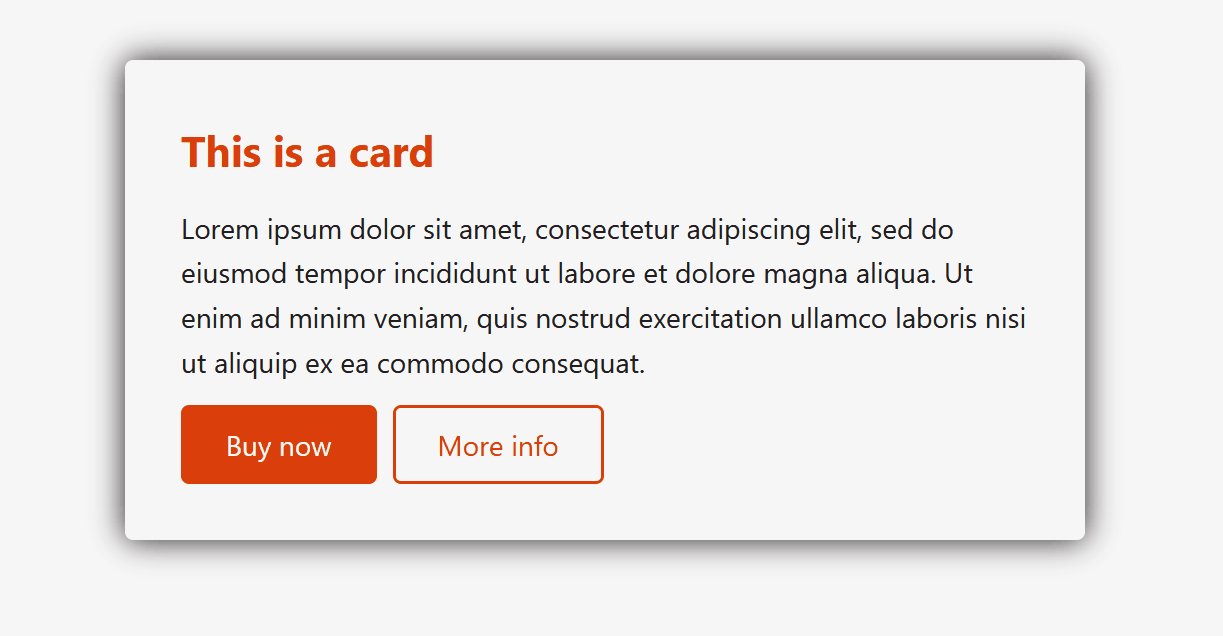 This is a card
Lorem ipsum dolor sit amet, consectetur adipiscing elit, sed do
eiusmod tempor incididunt ut labore et dolore magna aliqua. Ut
enim ad minim veniam, quis nostrud exercitation ullamco laboris nisi
ut aliquip ex ea commodo consequat.
Buy now
More info